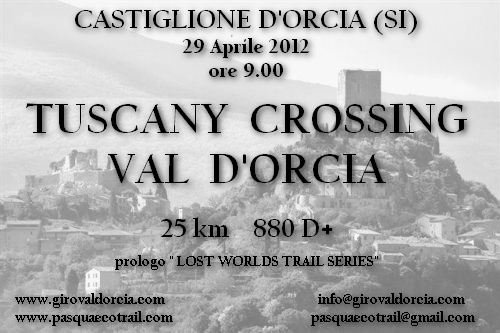 CASTIGLIONE D'ORCIA (SI)
29 Aprile 2012
ore 9.00
TUSCANY CROSSING
VAL D'ORCIA
25 km 880 D+
prologo " LOST WORLDS TRAIL SERIES"
www.girovaldorcia.com info@girovaldorcia.com
www.pasquaecotrail.com pasquaecotrail@gmail.com